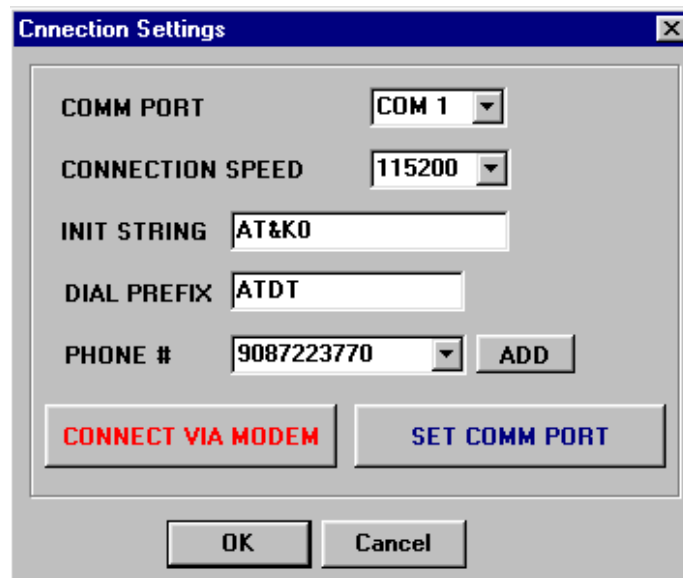 Cnnection Settings
COMM PORT COM 1
CONNECTION SPEED 115200
INIT STRING AT&K0
DIAL PREFIX ATDT
PHONE # 9087223770 ADD
CONNECT VIA MODEM SET COMM PORT
OK Cancel